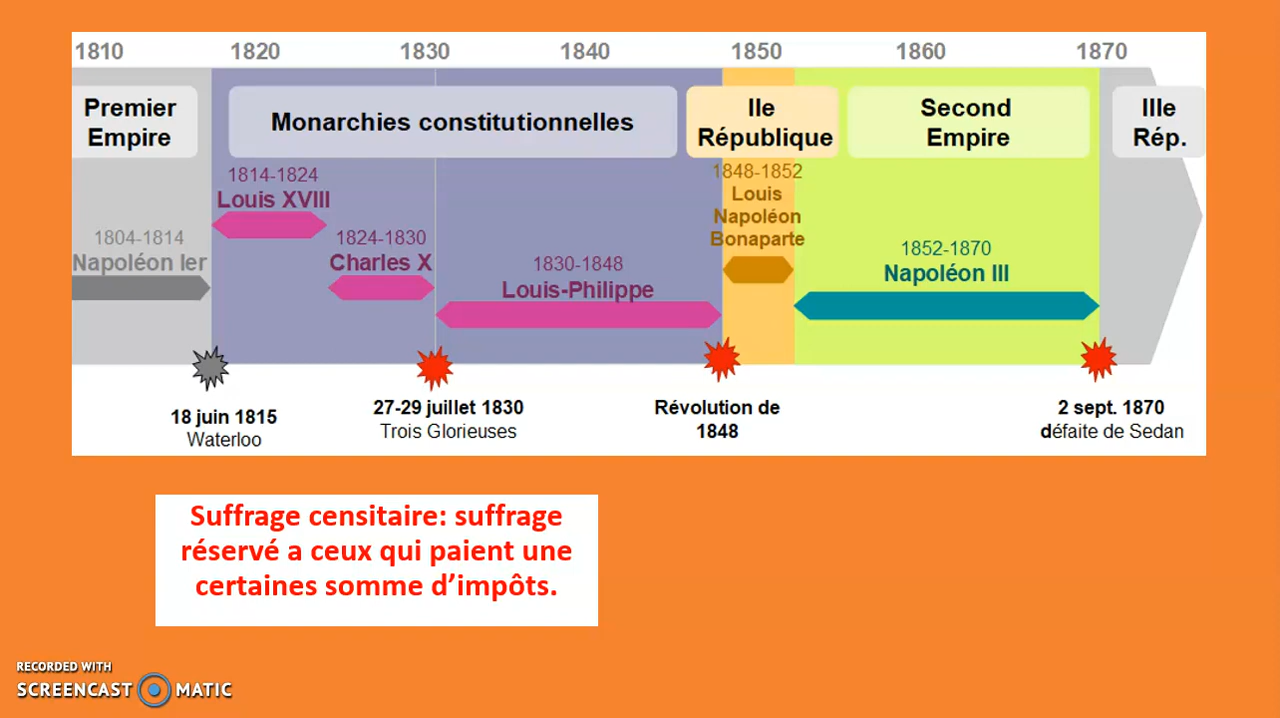 1810 1820 1830 1840 1850 1860 1870
Premier
Empire
Monarchies constitutionnelles
IIe
République
Second
Empire
IIIe
Rép.
1814-1824
Louis XVIII
1848-1852
Louis
Napoléon
Bonaparte
1804-1814
Napoléon Ier
1824-1830
Charles X
1830-1848
Louis-Philippe
1852-1870
Napoléon III
18 juin 1815
Waterloo
27-29 juillet 1830
Trois Glorieuses
Révolution de
1848
2 sept. 1870
défaite de Sedan
Suffrage censitaire: suffrage
réservé a ceux qui paient une
certaines somme d'impôts.
RECORDED WITH
SCREENCAST MATIC